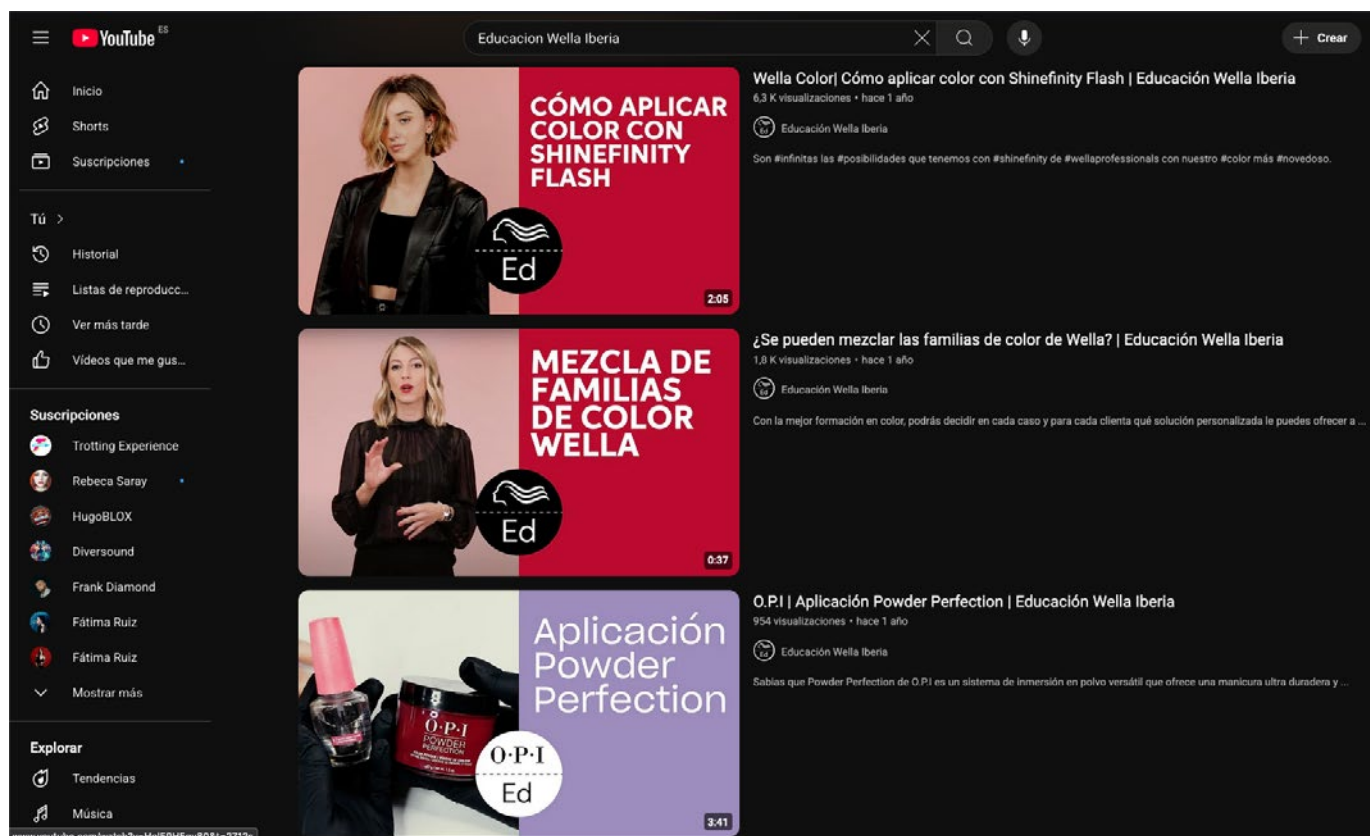 YouTube ES
Educacion Wella Iberia
Crear
Inicio
Shorts
Suscripciones
Tú
Historial
Listas de reproducc...
Ver más tarde
Vídeos que me gus...
Suscripciones
Trotting Experience
Rebeca Saray
HugoBLOX
Diversound
Frank Diamond
Fátima Ruiz
Fátima Ruiz
Mostrar más
Explorar
Tendencias
Música
CÓMO APLICAR
COLOR CON
SHINEFINITY
FLASH
Ed
2:05
Wella Color| Cómo aplicar color con Shinefinity Flash | Educación Wella Iberia
6,3 K visualizaciones • hace 1 año
Educación Wella Iberia
Son #infinitas las #posibilidades que tenemos con #shinefinity de #wellaprofessionals con nuestro #color más #novedoso.
MEZCLA DE
FAMILIAS
DE COLOR
WELLA
Ed
0:37
¿Se pueden mezclar las familias de color de Wella? | Educación Wella Iberia
1,8 K visualizaciones • hace 1 año
Educación Wella Iberia
Con la mejor formación en color, podrás decidir en cada caso y para cada clienta qué solución personalizada le puedes ofrecer a ...
Aplicación
Powder
Perfection
O·P·I
POWDER
PERFECTION
O·P·I
Ed
3:41
O.P.I | Aplicación Powder Perfection | Educación Wella Iberia
954 visualizaciones • hace 1 año
Educación Wella Iberia
Sabias que Powder Perfection de O.P.I es un sistema de inmersión en polvo versátil que ofrece una manicura ultra duradera y ...